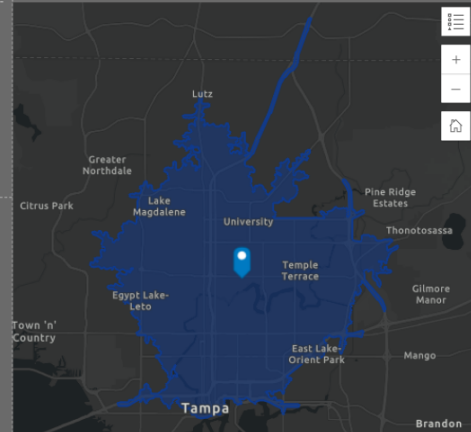 Lutz
Greater
Northdale
Citrus Park
Lake
Magdalene
Pine Ridge
Estates
University
Thonotosassa
Temple
Terrace
Egypt Lake-
Leto
Gilmore
Manor
Town 'n'
Country
East Lake-
Orient Park
Mango
Tampa
Brandon
+
−